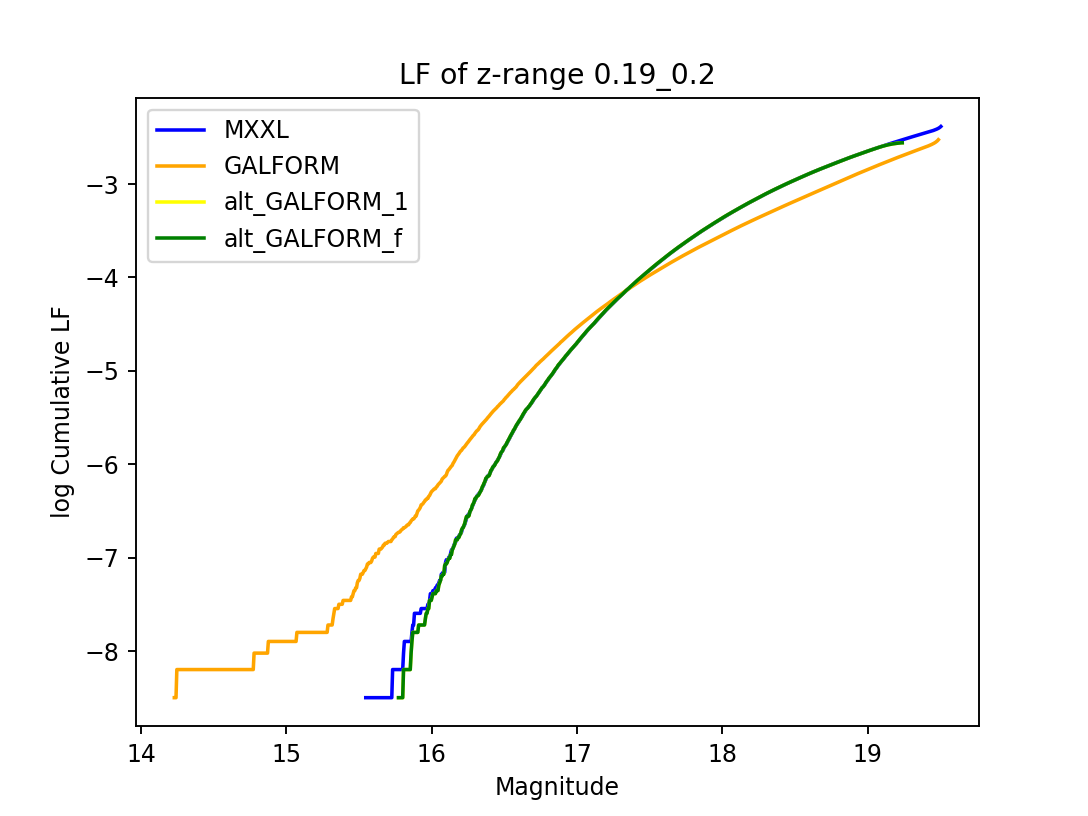 LF of z-range 0.19_0.2
MXXL
GALFORM
alt_GALFORM_1
alt_GALFORM_f
log Cumulative LF
−3
−4
−5
−6
−7
−8
14 15 16 17 18 19
Magnitude